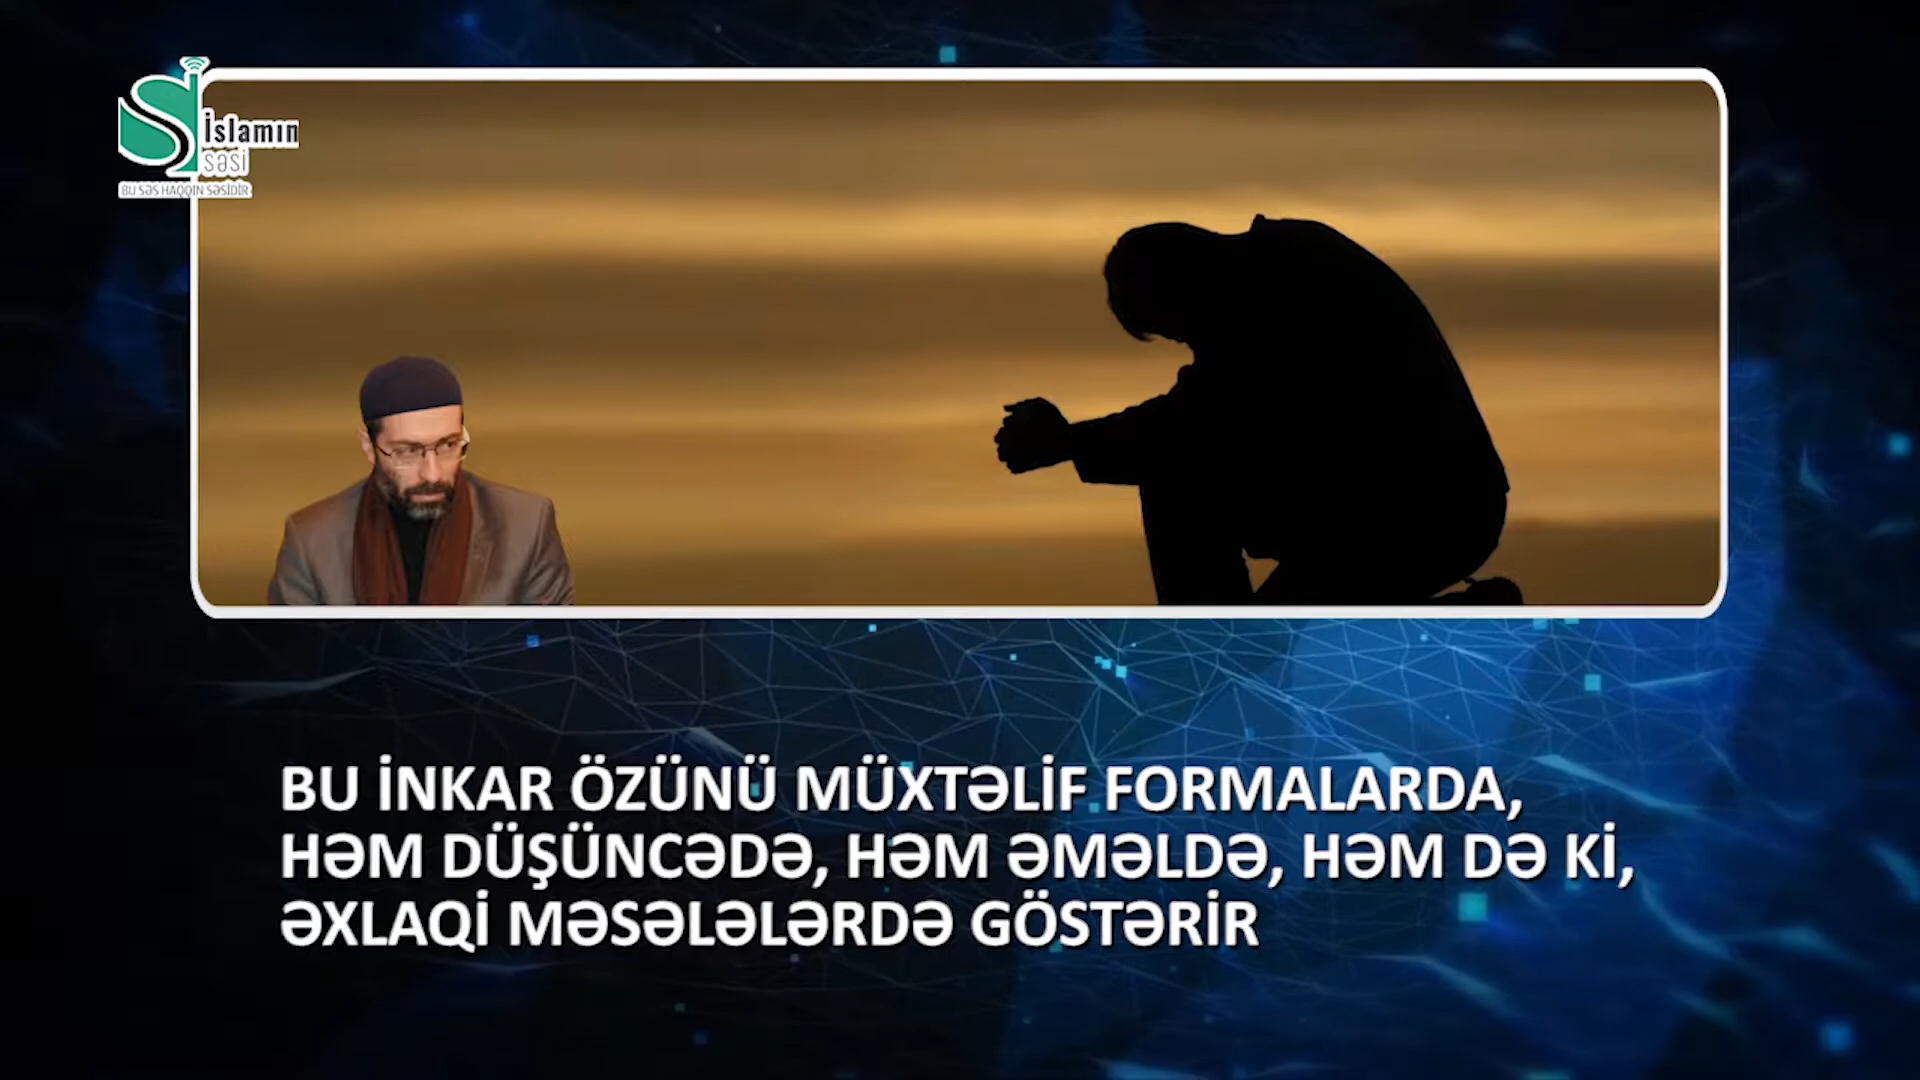 İslamın
səsi
BU SƏS HAQQIN SƏSİDİR
BU İNKAR ÖZÜNÜ MÜXTƏLİF FORMALARDA,
HƏM DÜŞÜNCƏDƏ, HƏM ƏMƏLDƏ, HƏM DƏ Kİ,
ƏXLAQİ MƏSƏLƏLƏRDƏ GÖSTƏRİR